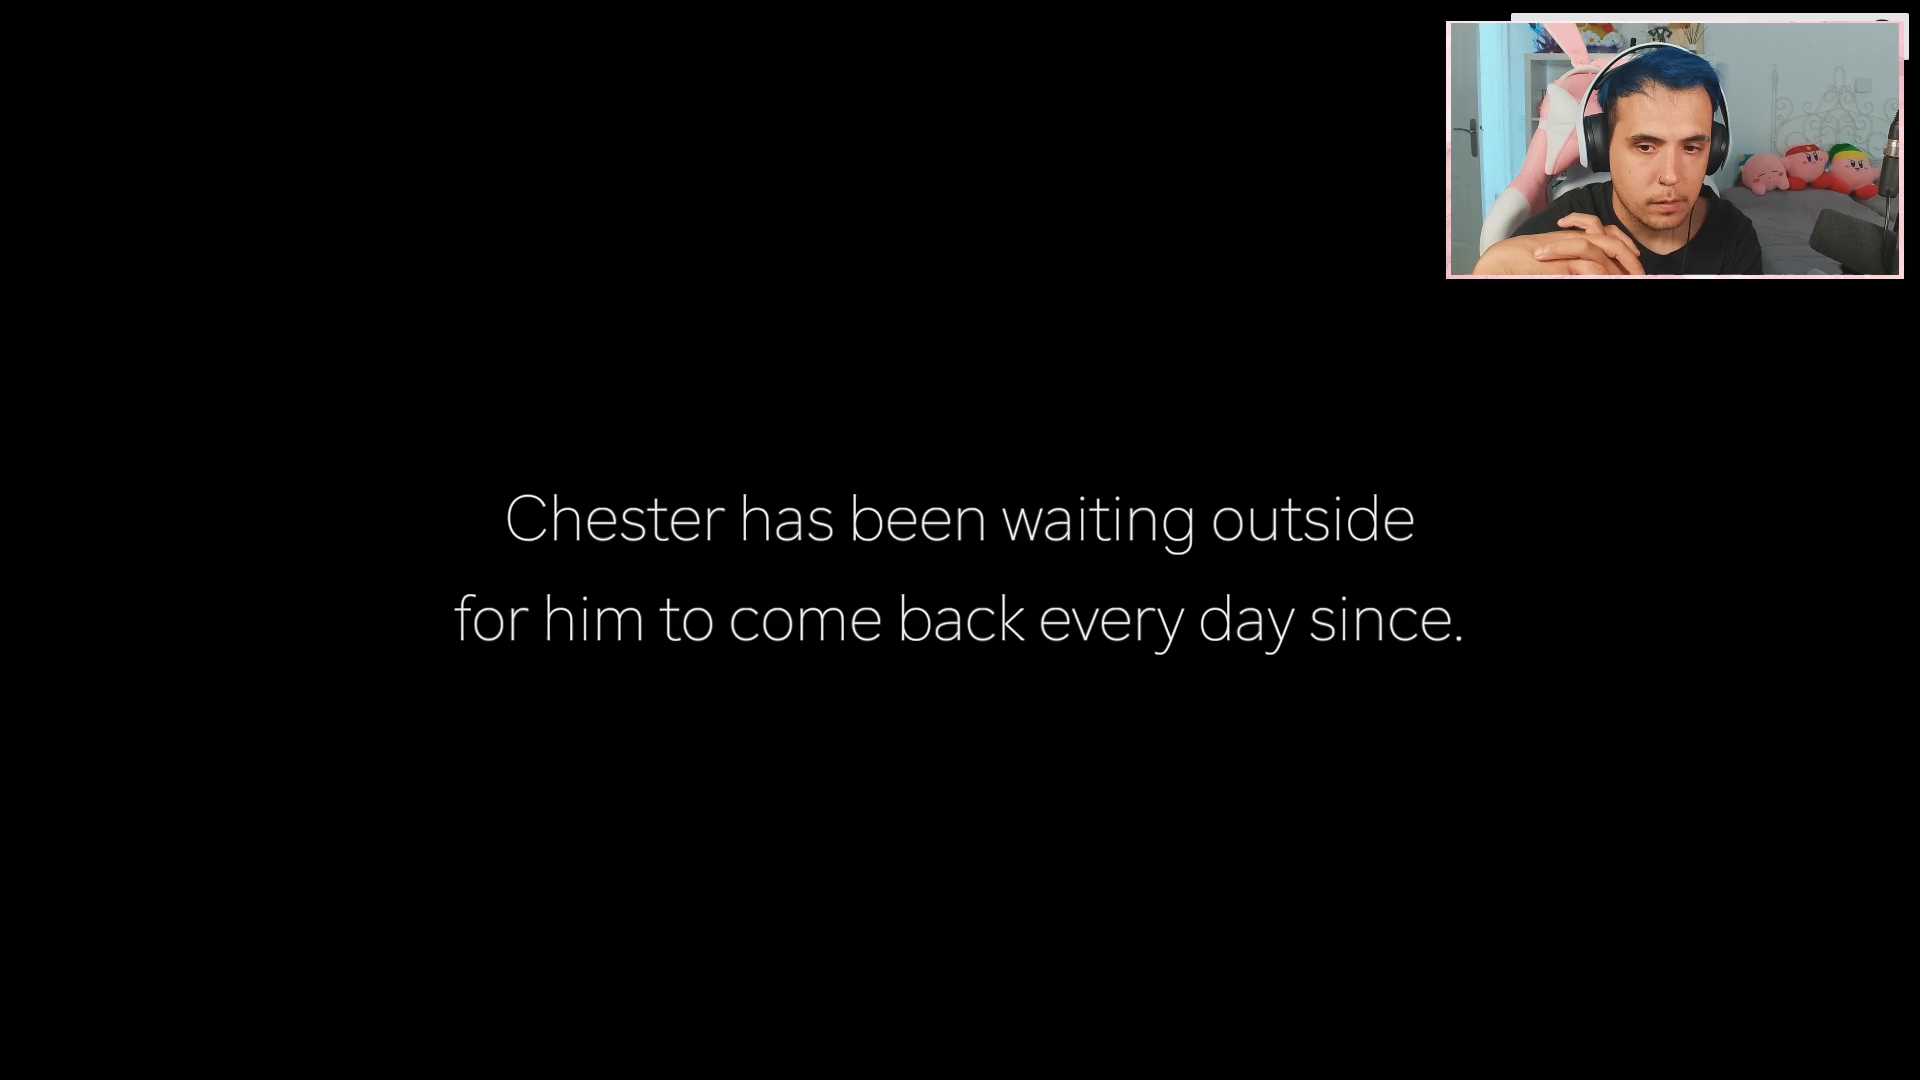 Chester has been waiting outside
for him to come back every day since.